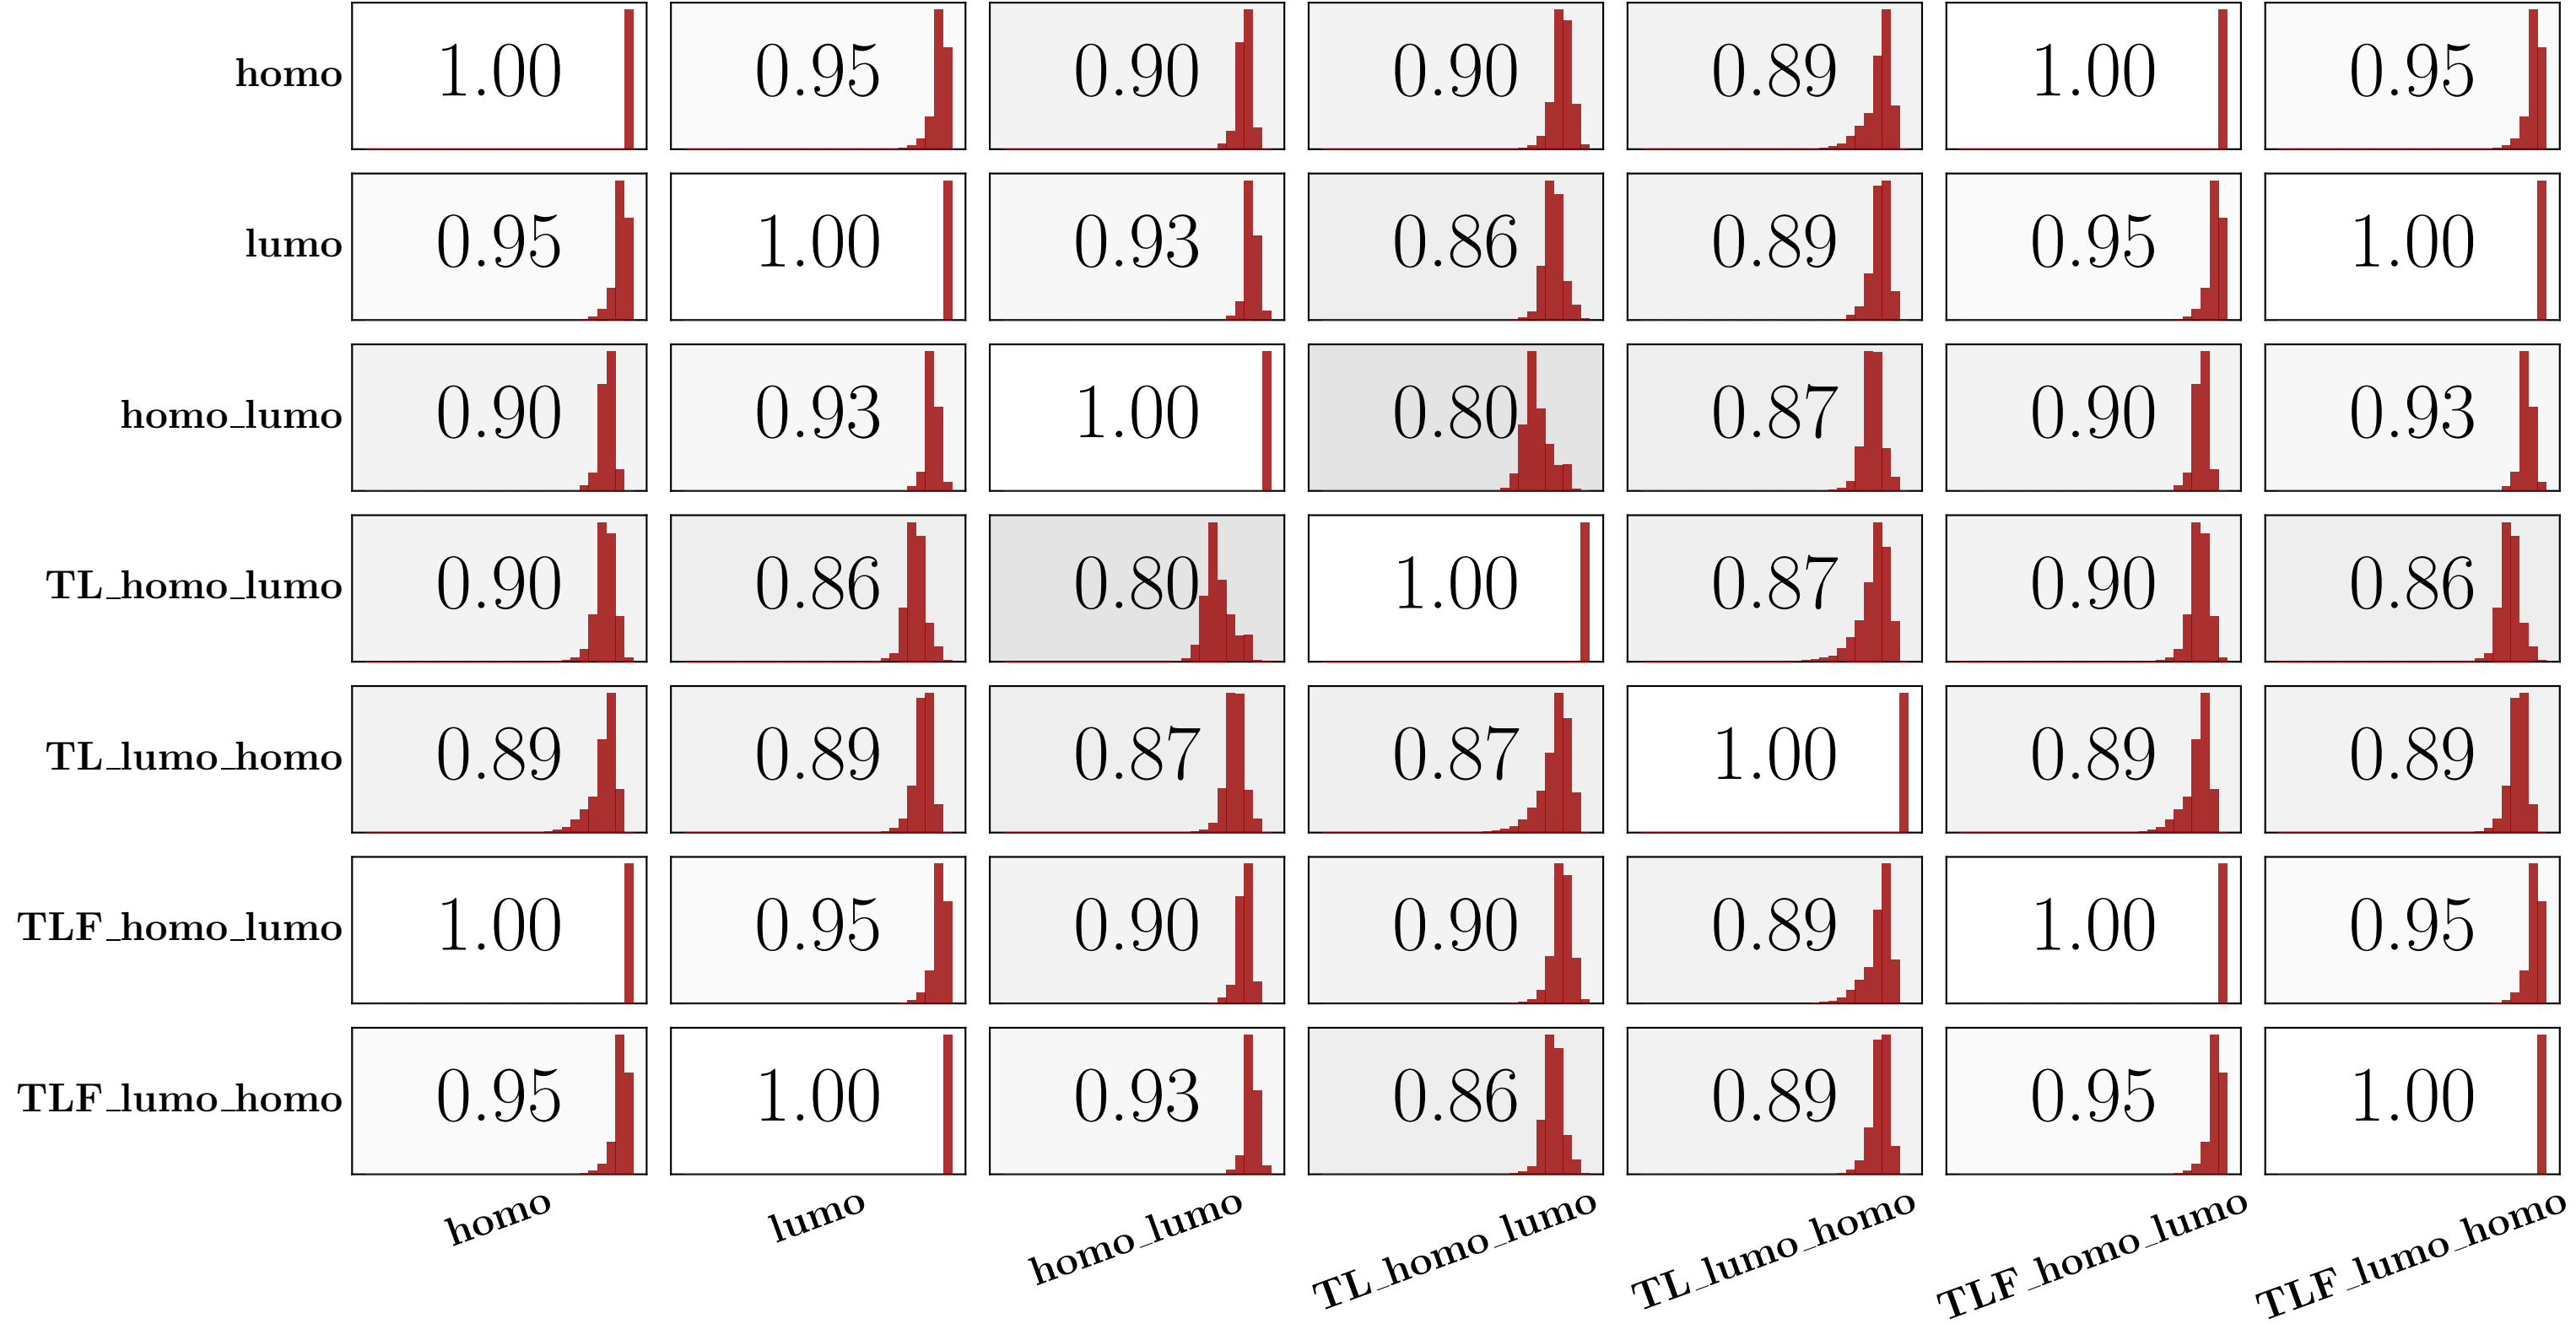 homo 1.00 0.95 0.90 0.90 0.89 1.00 0.95
lumo 0.95 1.00 0.93 0.86 0.89 0.95 1.00
homo_lumo 0.90 0.93 1.00 0.80 0.87 0.90 0.93
TL_homo_lumo 0.90 0.86 0.80 1.00 0.87 0.90 0.86
TL_lumo_homo 0.89 0.89 0.87 0.87 1.00 0.89 0.89
TLF_homo_lumo 1.00 0.95 0.90 0.90 0.89 1.00 0.95
TLF_lumo_homo 0.95 1.00 0.93 0.86 0.89 0.95 1.00
homo lumo homo_lumo TL_homo_lumo TL_lumo_homo TLF_homo_lumo TLF_lumo_homo